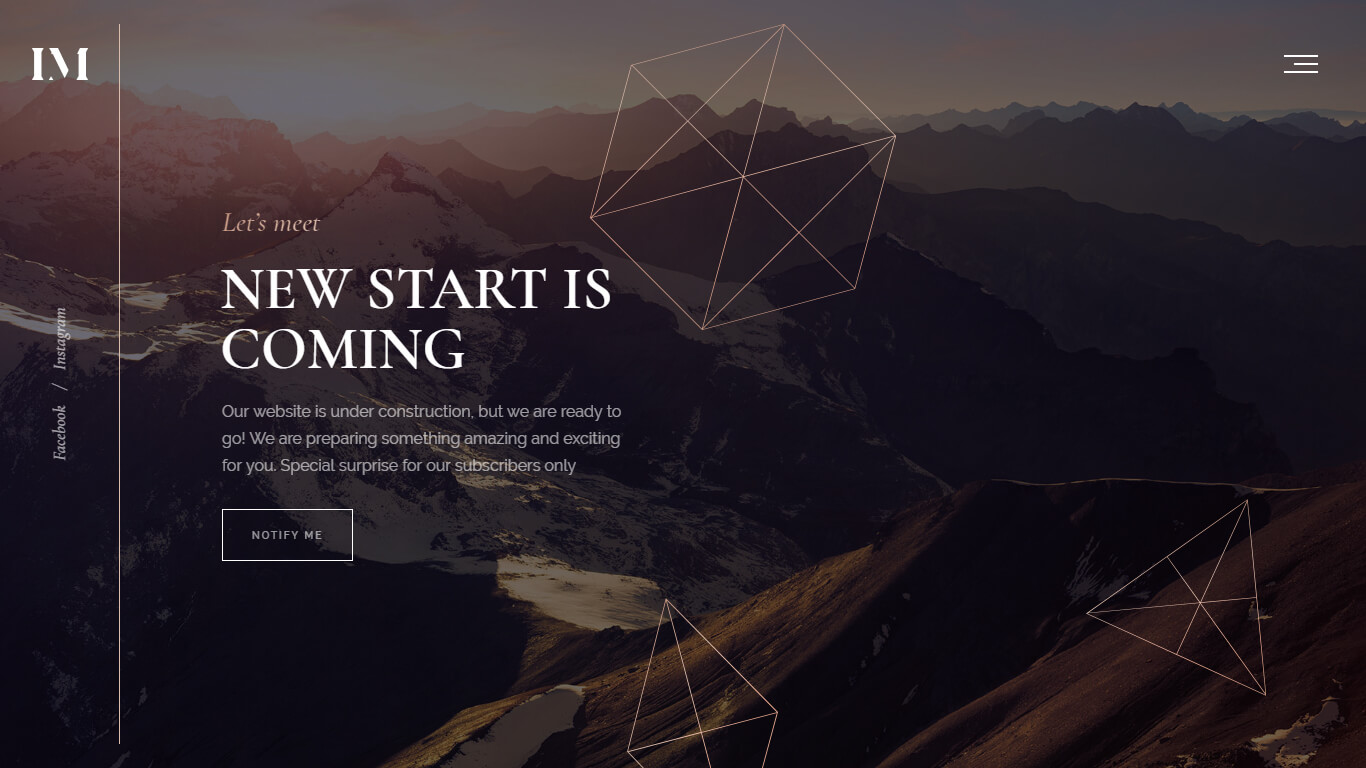 IM
Let's meet
NEW START IS
COMING
Our website is under construction, but we are ready to
go! We are preparing something amazing and exciting
for you. Special surprise for our subscribers only
NOTIFY ME
Facebook / Instagram